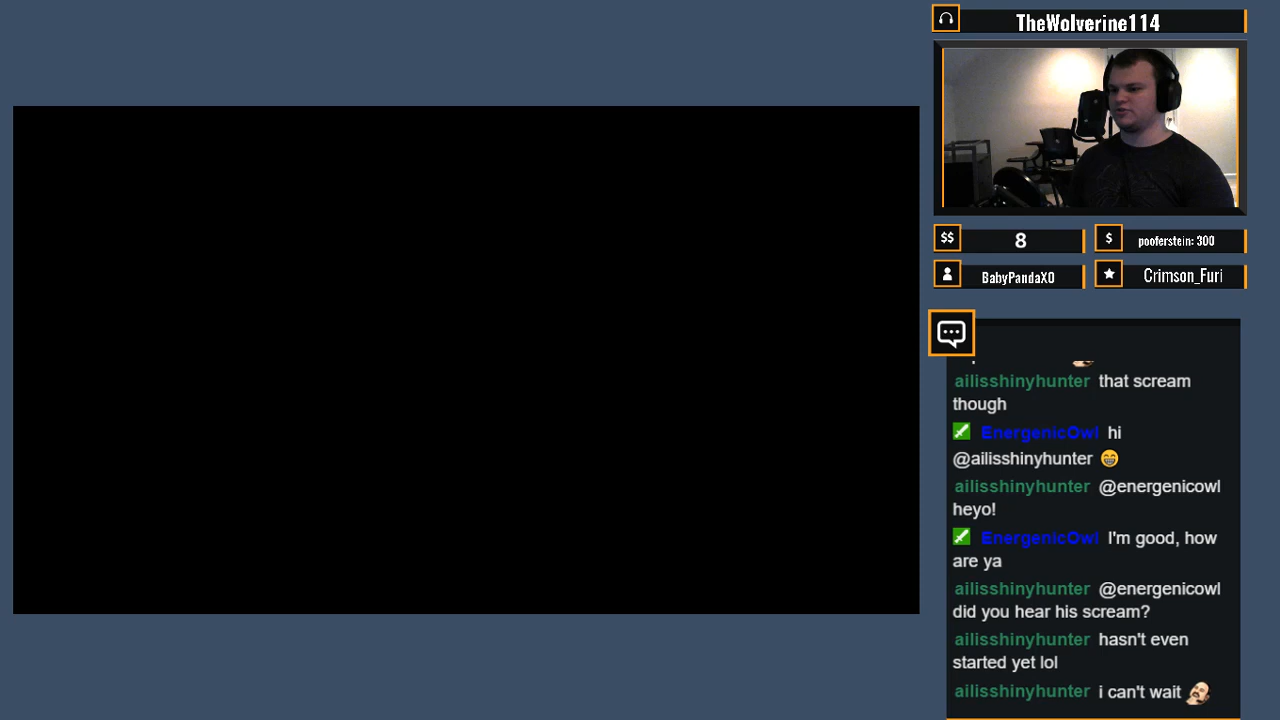 TheWolverine114
$$ 8
$ pooferstein: 300
BabyPandaXO
Crimson_Furi
ailisshinyhunter that scream
though
EnergenicOwl hi
@ailisshinyhunter
ailisshinyhunter @energenicowl
heyo!
EnergenicOwl I'm good, how
are ya
ailisshinyhunter @energenicowl
did you hear his scream?
ailisshinyhunter hasn't even
started yet lol
ailisshinyhunter i can't wait